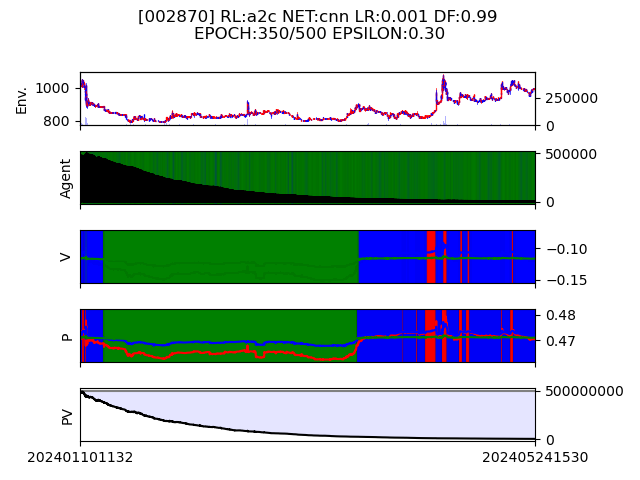 [002870] RL:a2c NET:cnn LR:0.001 DF:0.99
EPOCH:350/500 EPSILON:0.30
Env.
1000
800
250000
0
Agent
500000
0
V
−0.10
−0.15
P
0.48
0.47
PV
500000000
0
202401101132
202405241530